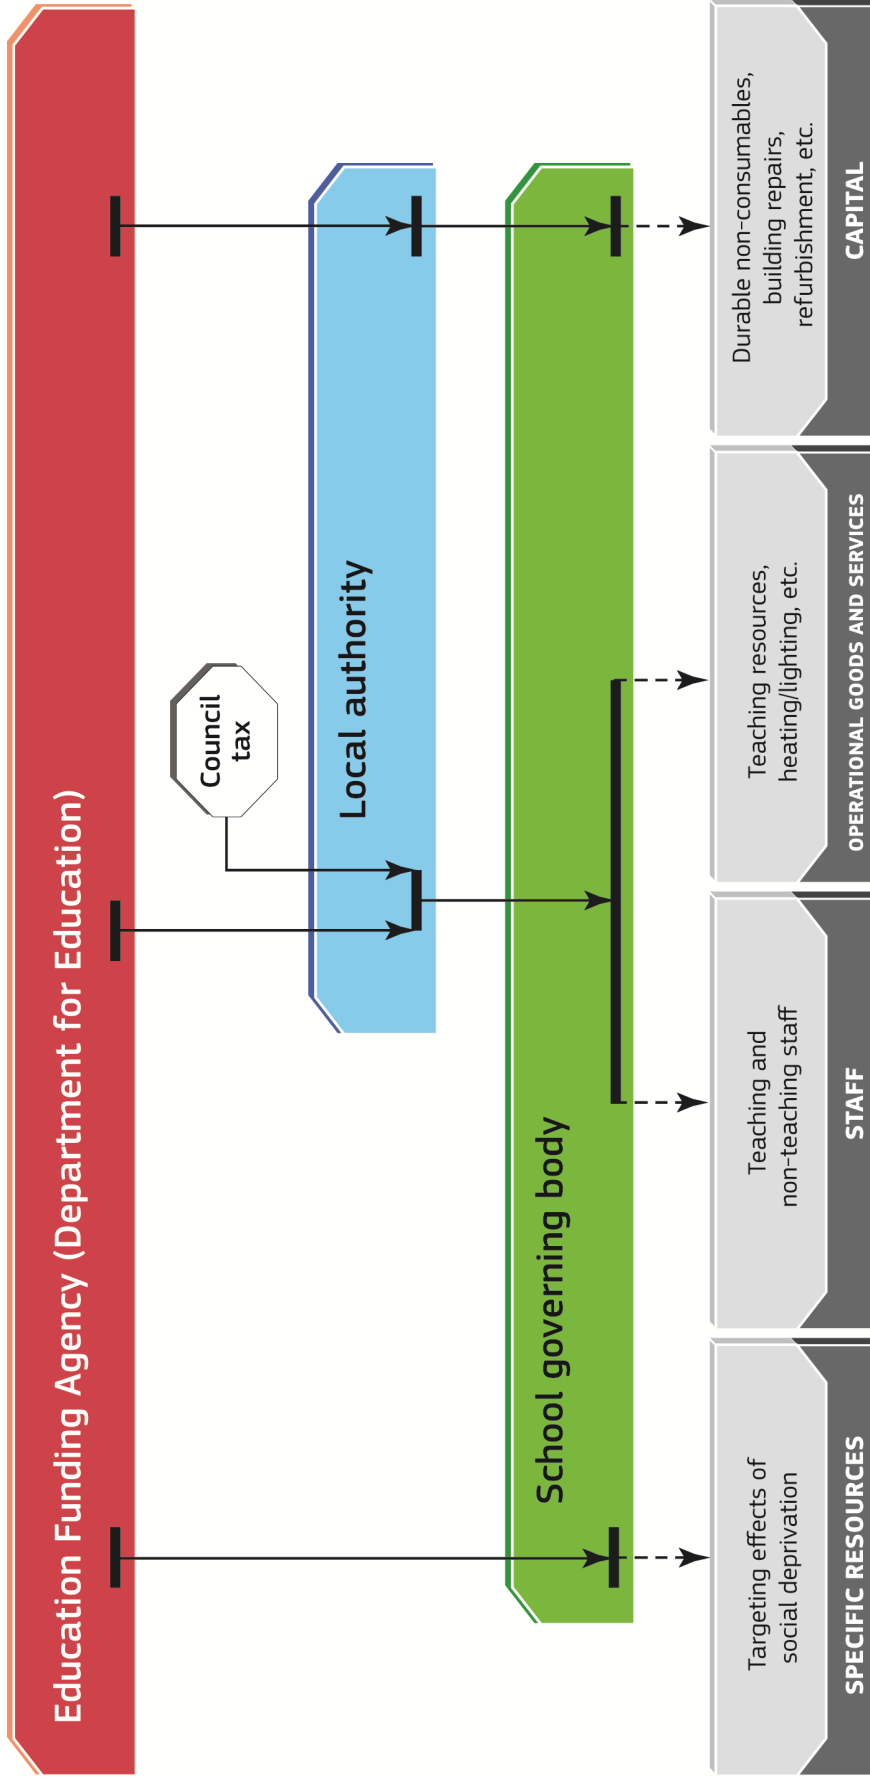 Education Funding Agency (Department for Education)
Council
tax
Local authority
School governing body
Targeting effects of
social deprivation
SPECIFIC RESOURCES
Teaching and
non-teaching staff
STAFF
Teaching resources,
heating/lighting, etc.
OPERATIONAL GOODS AND SERVICES
Durable non-consumables,
building repairs,
refurbishment, etc.
CAPITAL